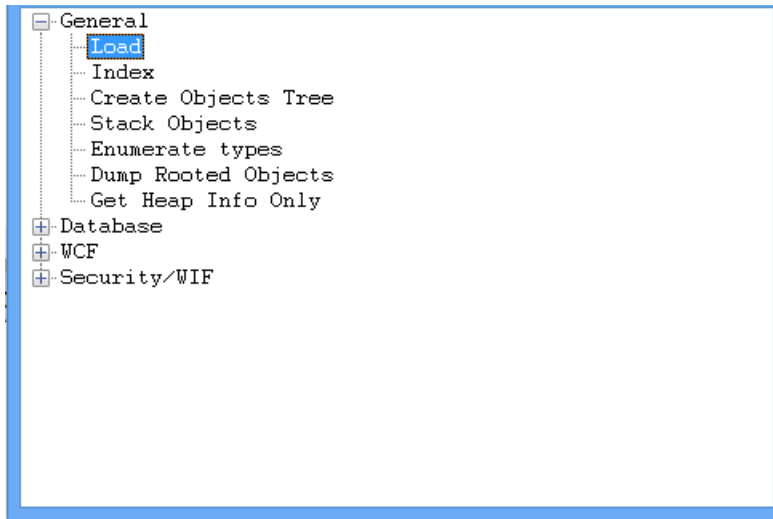 General
Load
Index
Create Objects Tree
Stack Objects
Enumerate types
Dump Rooted Objects
Get Heap Info Only
Database
WCF
Security/WIF